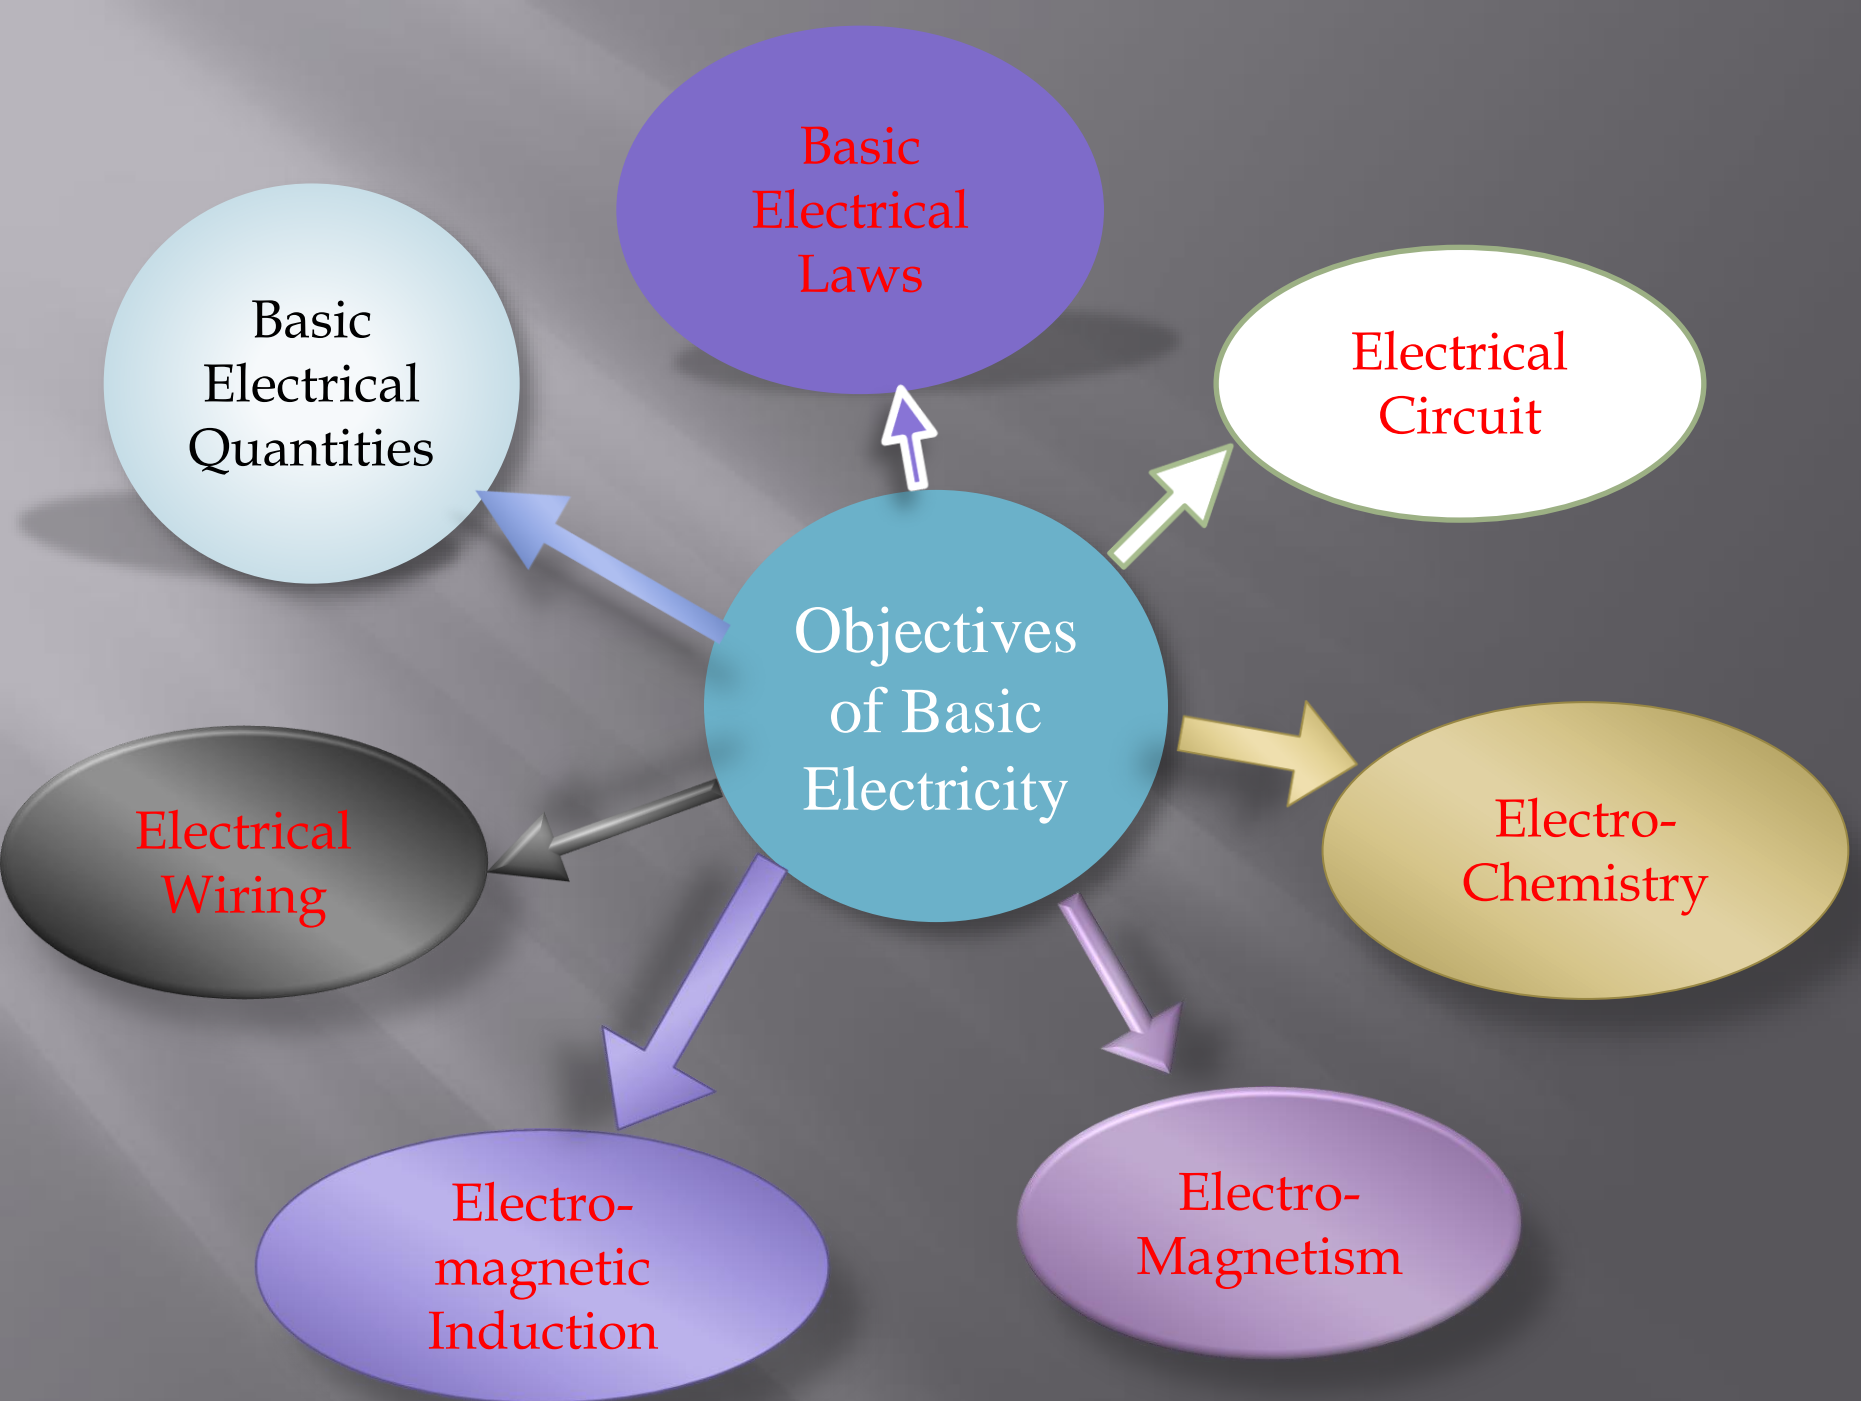 Basic
Electrical
Laws
Basic
Electrical
Quantities
Electrical
Circuit
Objectives
of Basic
Electricity
Electrical
Wiring
Electro-
Chemistry
Electro-
magnetic
Induction
Electro-
Magnetism